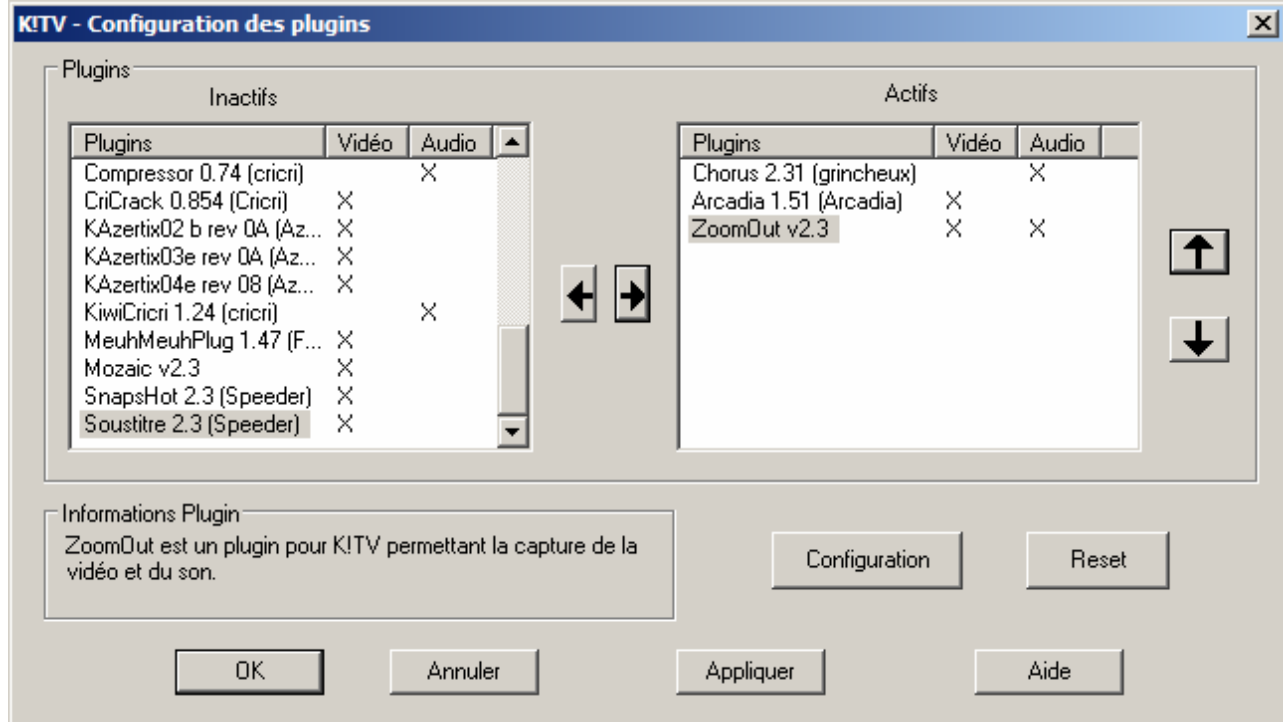 K!TV - Configuration des plugins
Plugins
Inactifs
Actifs
Plugins Vidéo Audio
Compressor 0.74 (cricri) X
CriCrack 0.854 (Cricri) X
KAzertix02 b rev 0A (Az... X
KAzertix03e rev 0A (Az... X
KAzertix04e rev 08 (Az... X
KiwiCricri 1.24 (cricri) X
MeuhMeuhPlug 1.47 (F... X
Mozaic v2.3 X
SnapsHot 2.3 (Speeder) X
Soustitre 2.3 (Speeder) X
Plugins Vidéo Audio
Chorus 2.31 (grincheux) X
Arcadia 1.51 (Arcadia) X
ZoomOut v2.3 X X
Informations Plugin
ZoomOut est un plugin pour K!TV permettant la capture de la
vidéo et du son.
Configuration Reset
OK Annuler Appliquer Aide